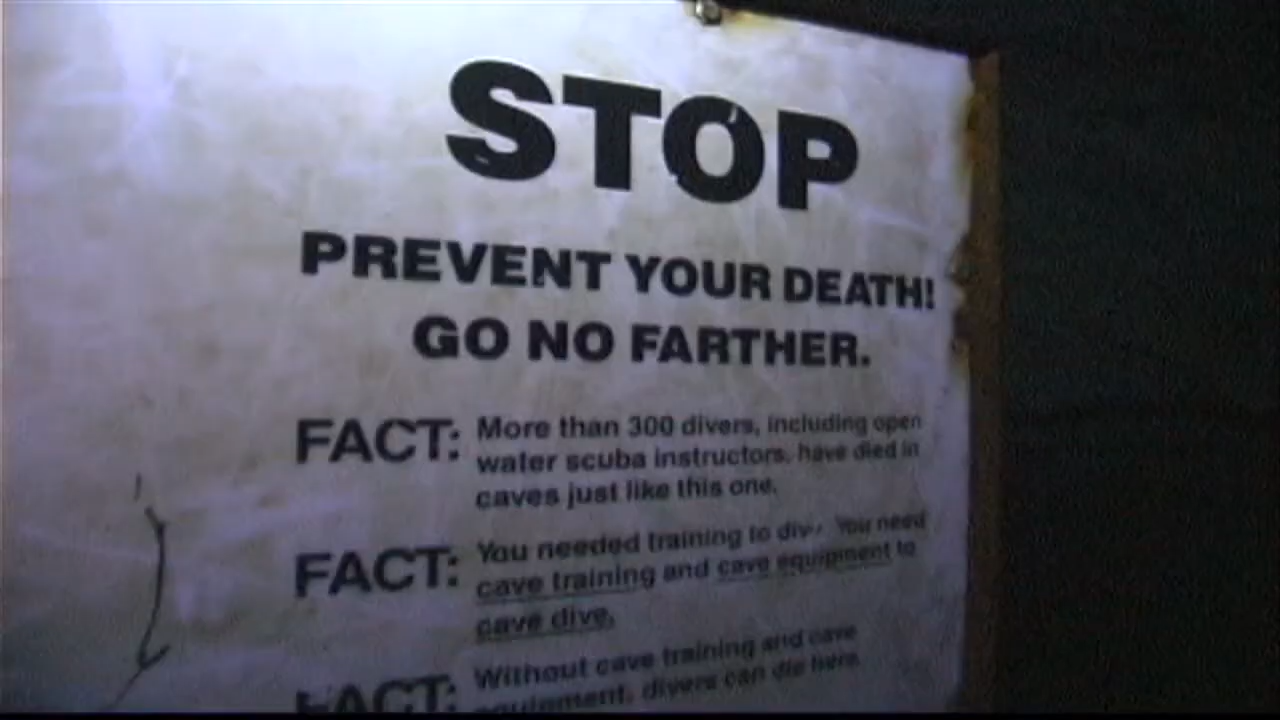 STOP
PREVENT YOUR DEATH!
GO NO FARTHER.
FACT: More than 300 divers, including open
water scuba instructors, have died in
caves just like this one.
FACT: You needed training to dive. You need
cave training and cave equipment to
cave dive.
FACT: Without cave training and cave
equipment, divers can die here.